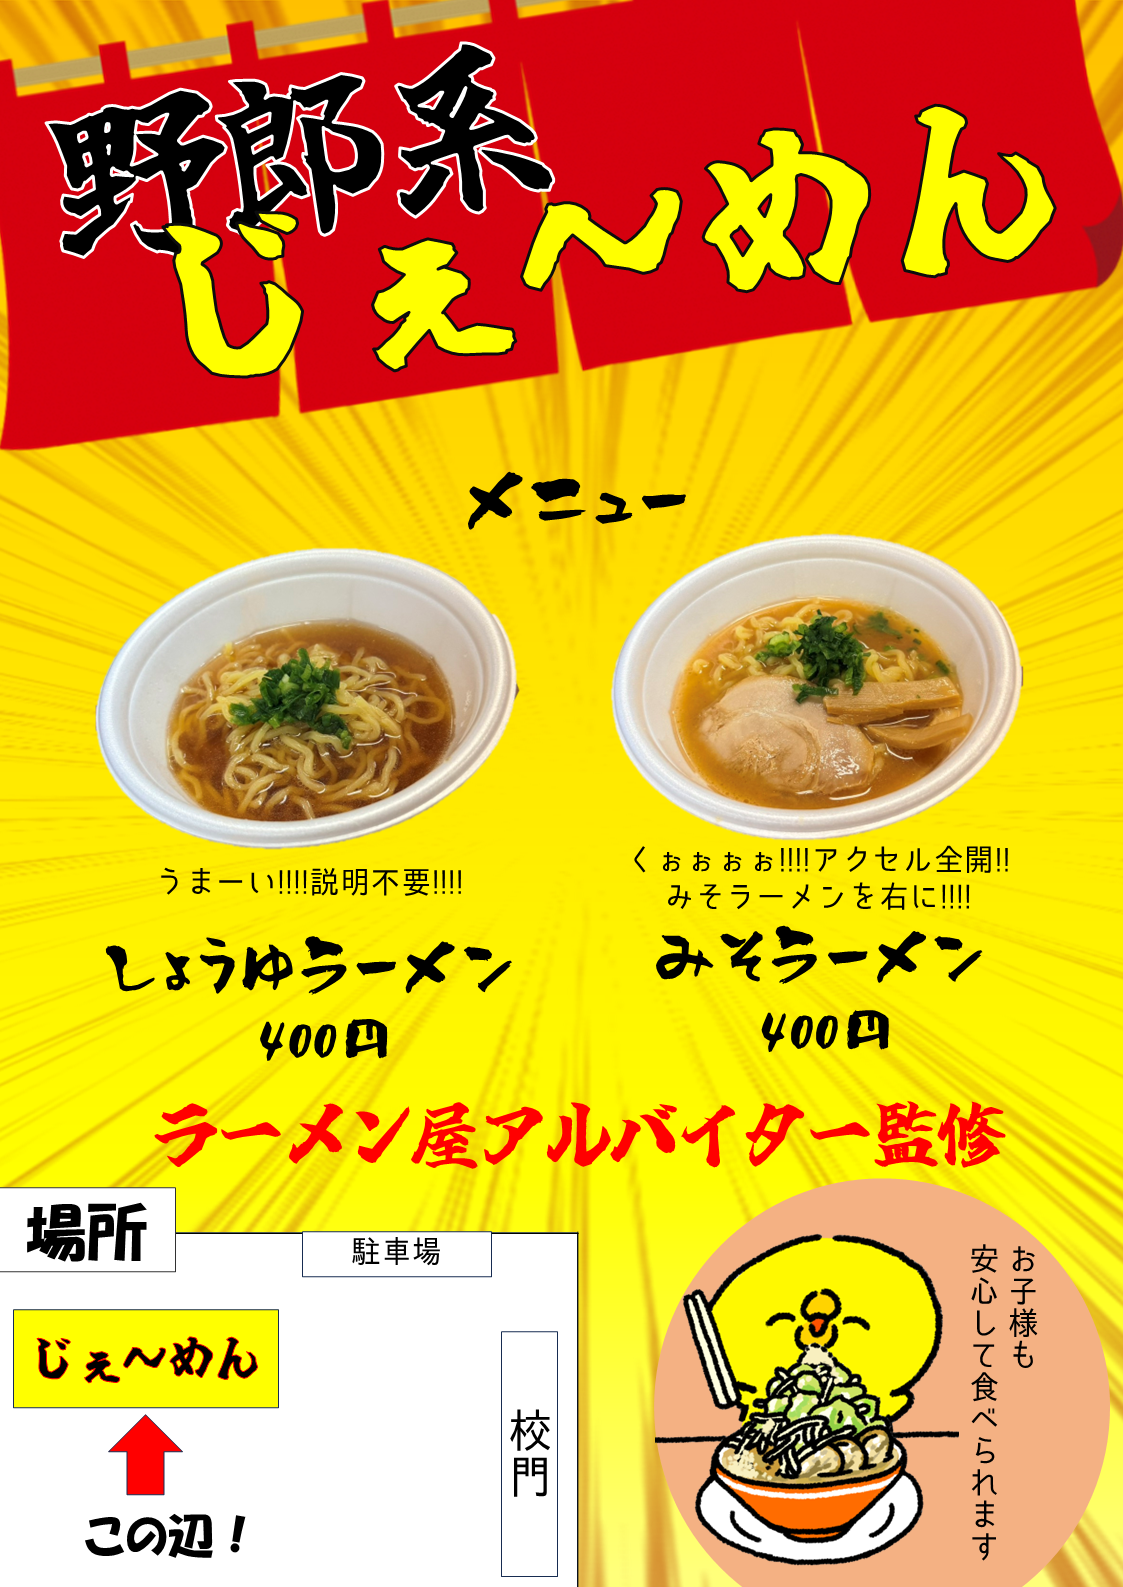 野郎系
じぇ〜めん
メニュー
うまーい!!!!説明不要!!!!
しょうゆラーメン
400円
くぉぉぉぉ!!!!アクセル全開!!
みそラーメンを右に!!!!
みそラーメン
400円
ラーメン屋アルバイター監修
場所
駐車場
じぇ〜めん
校門
この辺！
お子様も
安心して食べられます